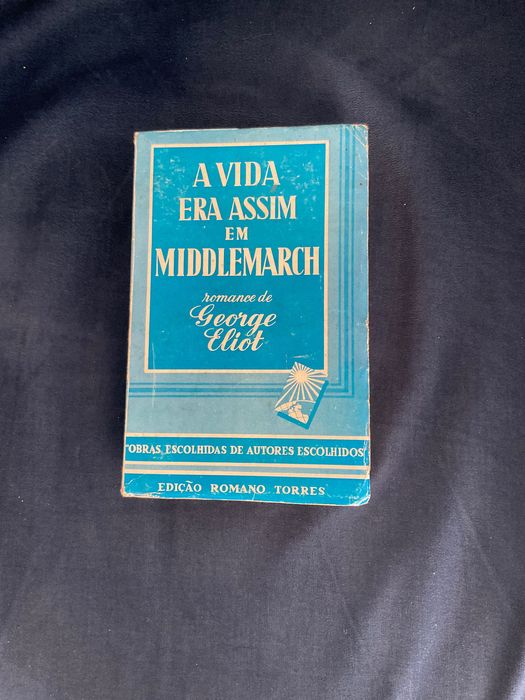 A VIDA
ERA ASSIM
EM
MIDDLEMARCH
romance de
George
Eliot
"OBRAS ESCOLHIDAS DE AUTORES ESCOLHIDOS"
EDIÇÃO ROMANO TORRES